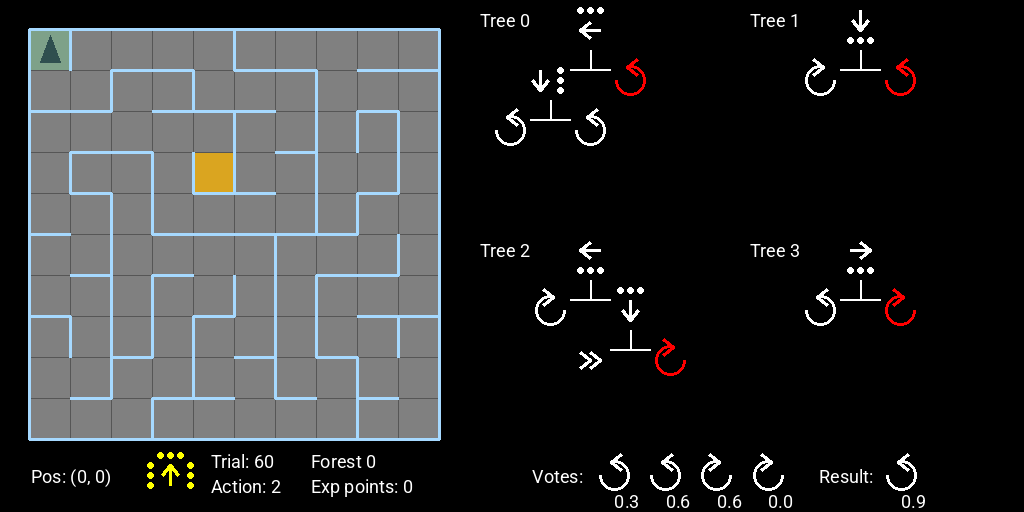 Tree 0
Tree 1
Tree 2
Tree 3
Pos: (0, 0)
Trial: 60
Action: 2
Forest 0
Exp points: 0
Votes:
0.3
0.6
0.6
0.0
Result:
0.9